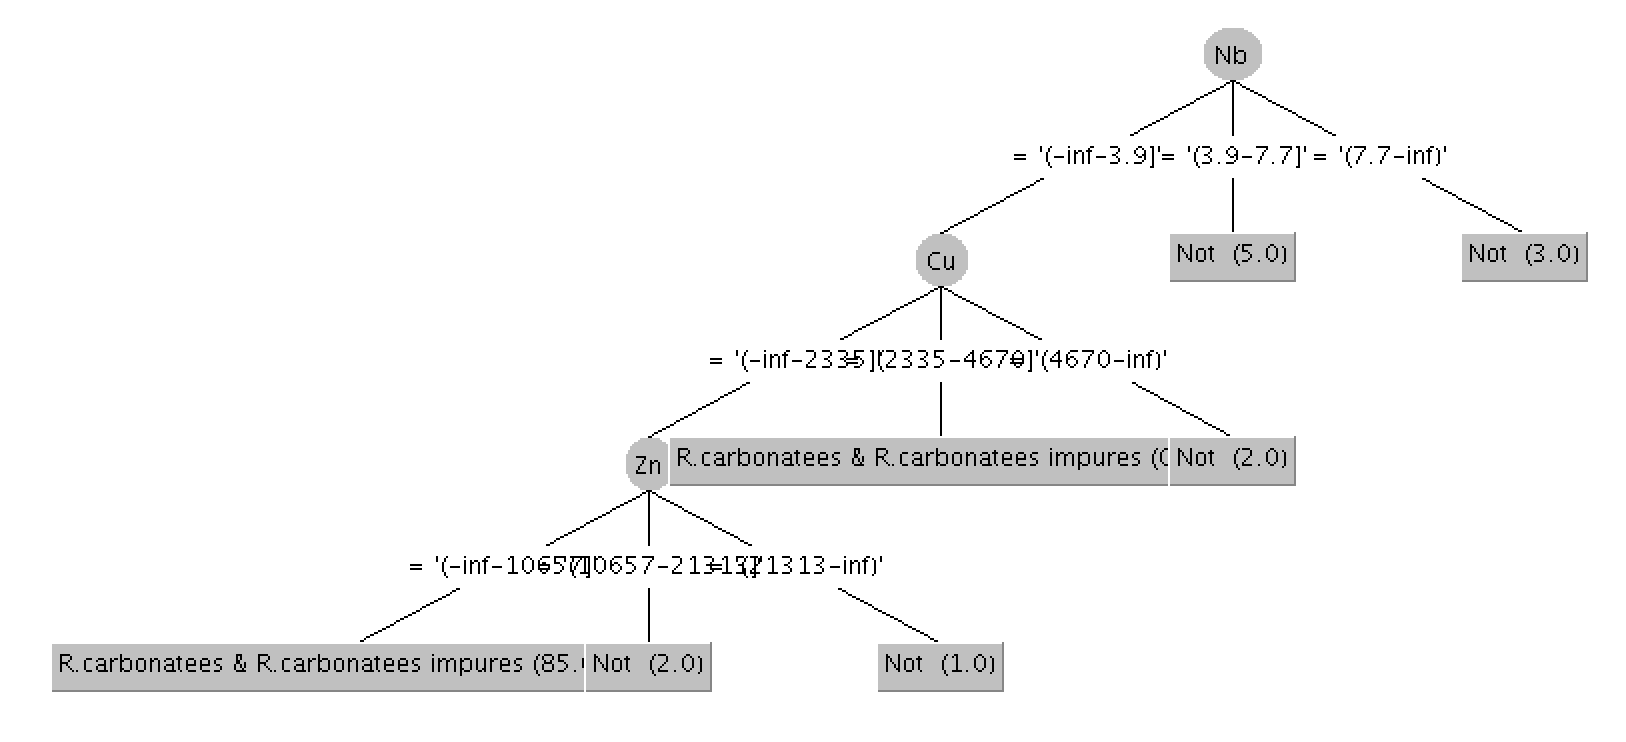 Nb
= '(-inf-3.9]' = '(3.9-7.7]' = '(7.7-inf)'
Cu Not (5.0) Not (3.0)
= '(-inf-2335]' = '(2335-4670]' = '(4670-inf)'
Zn R.carbonatees & R.carbonatees impures (0 Not (2.0)
= '(-inf-10657]' = '(10657-21313]' = '(21313-inf)'
R.carbonatees & R.carbonatees impures (85. Not (2.0) Not (1.0)